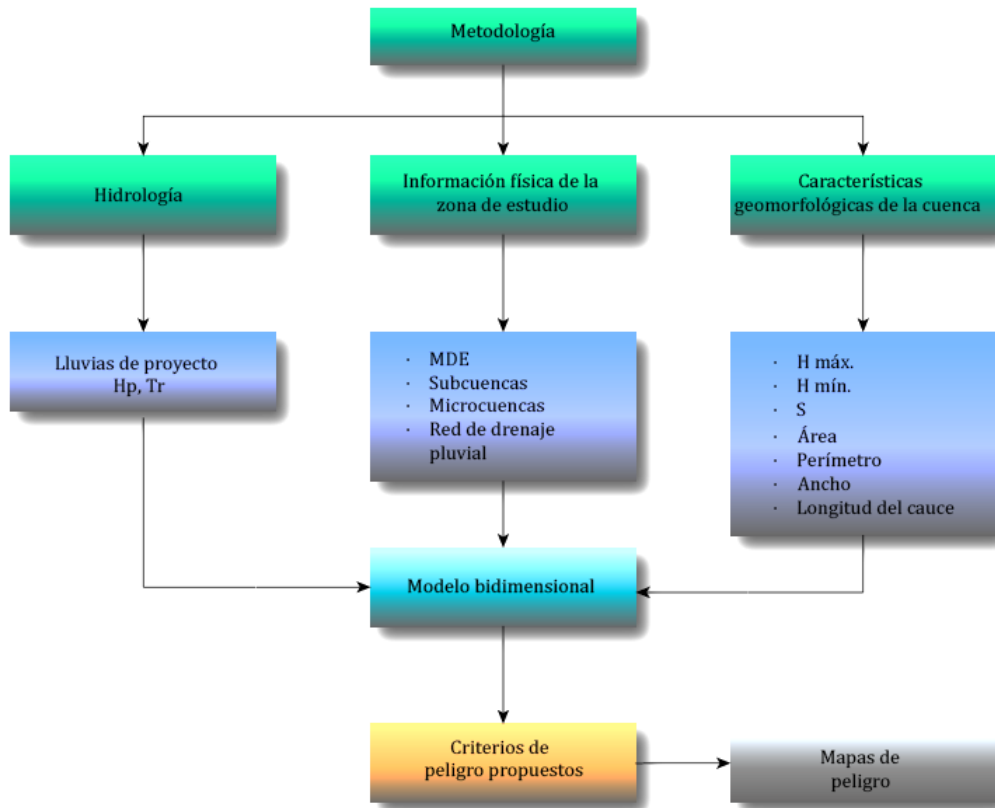 Metodología
Hidrología
Información física de la
zona de estudio
Características
geomorfológicas de la cuenca
Lluvias de proyecto
Hp, Tr
· MDE
· Subcuencas
· Microcuencas
· Red de drenaje
pluvial
· H máx.
· H mín.
· S
· Área
· Perímetro
· Ancho
· Longitud del cauce
Modelo bidimensional
Criterios de
peligro propuestos
Mapas de
peligro